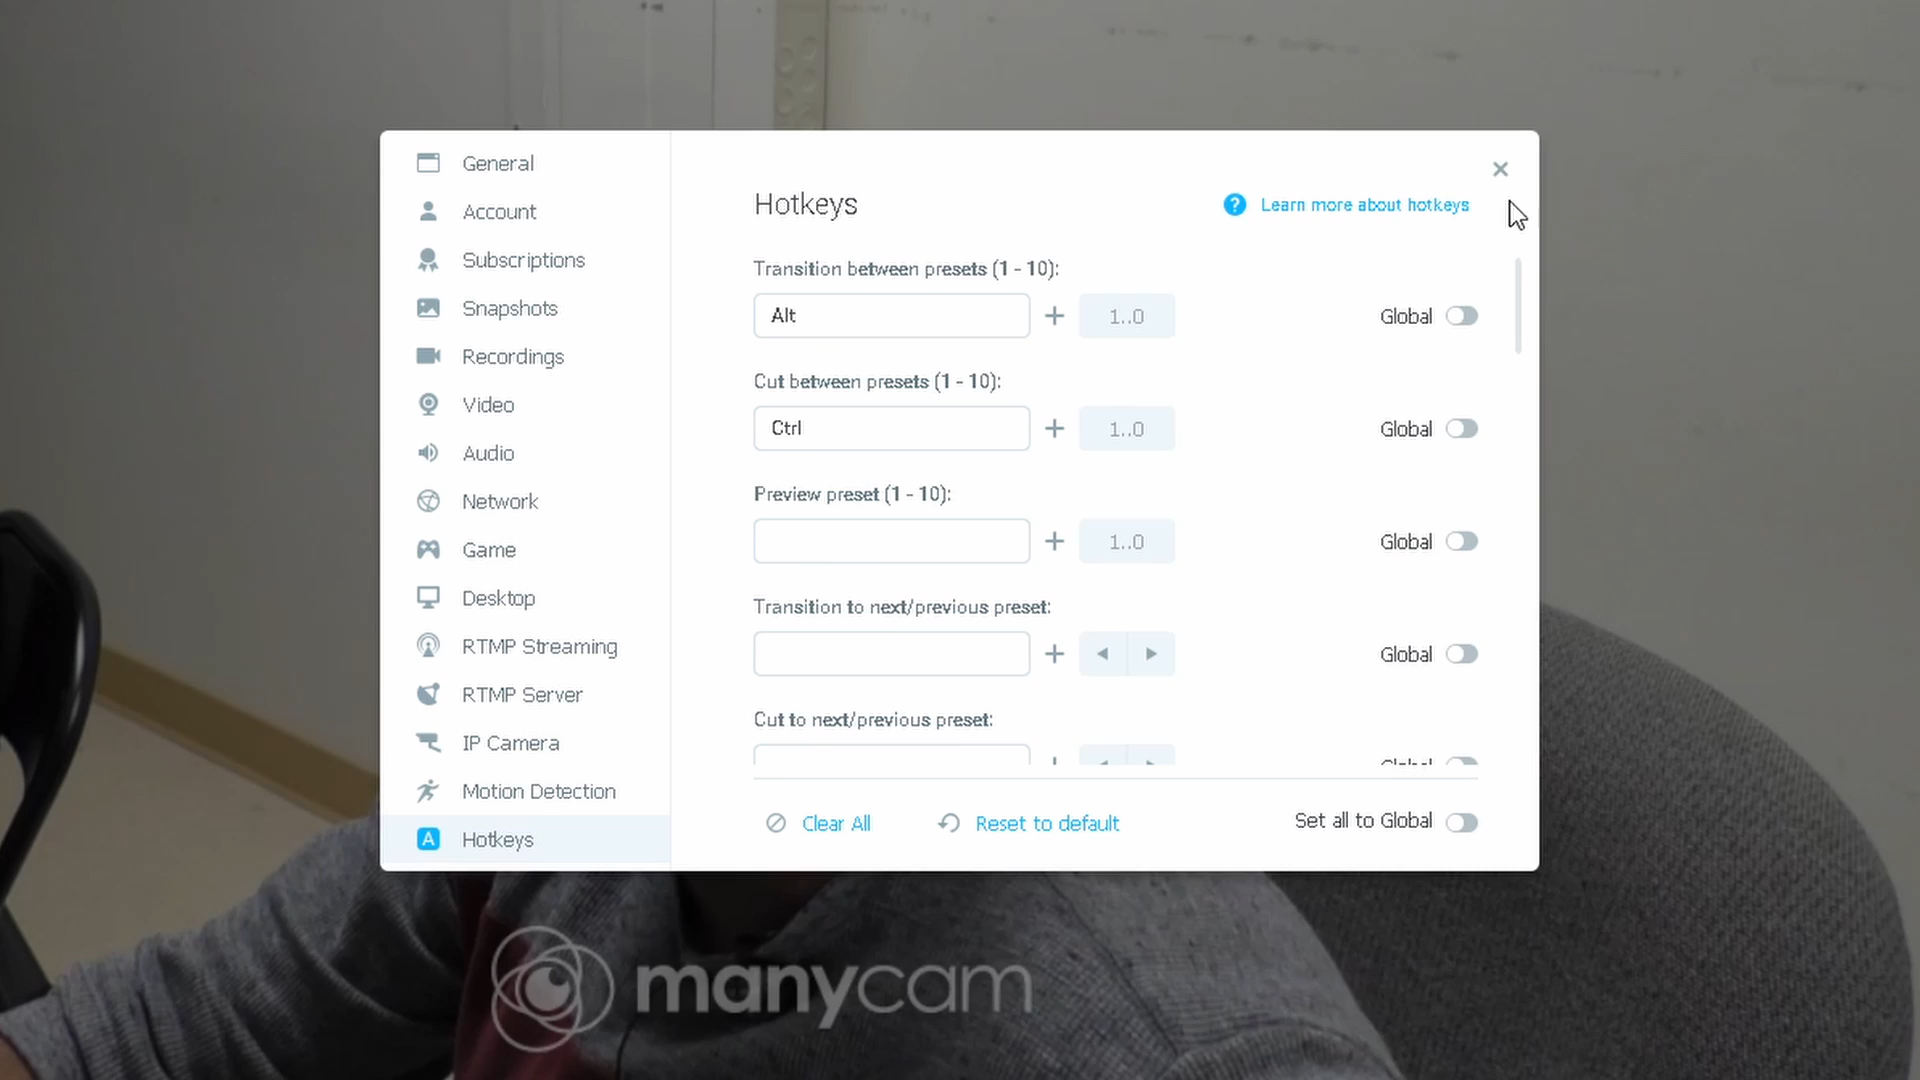 General
Account
Subscriptions
Snapshots
Recordings
Video
Audio
Network
Game
Desktop
RTMP Streaming
RTMP Server
IP Camera
Motion Detection
A Hotkeys
Hotkeys
? Learn more about hotkeys
Transition between presets (1 - 10):
Alt + 1..0 Global
Cut between presets (1 - 10):
Ctrl + 1..0 Global
Preview preset (1 - 10):
+ 1..0 Global
Transition to next/previous preset:
+ Global
Cut to next/previous preset:
+ Global
Clear All Reset to default Set all to Global
manycam